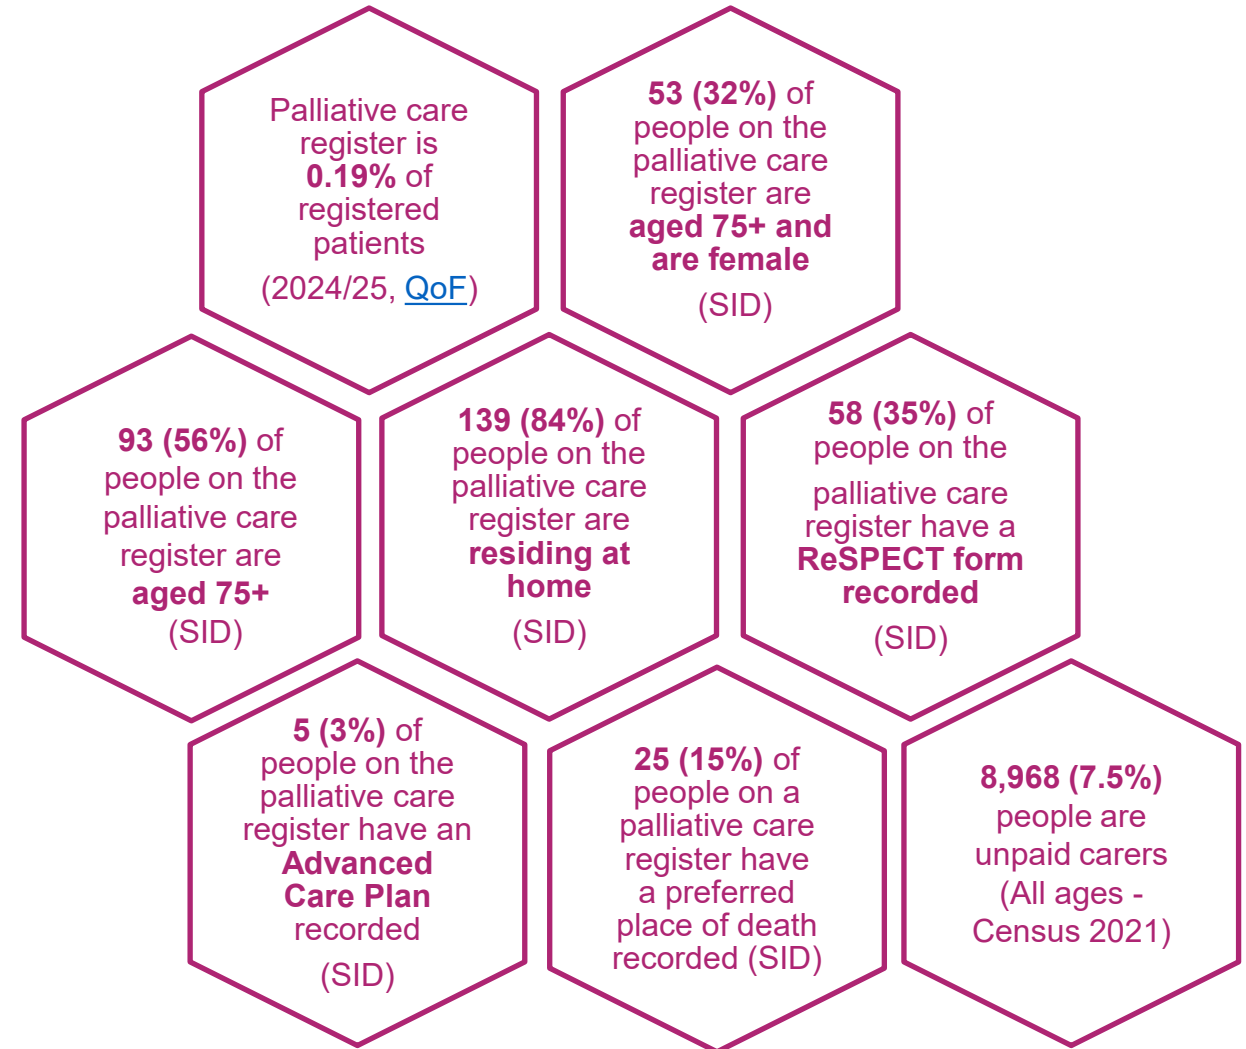 Palliative care
register is
0.19% of
registered
patients
(2024/25, QoF)
53 (32%) of
people on the
palliative care
register are
aged 75+ and
are female
(SID)
93 (56%) of
people on the
palliative care
register are
aged 75+
(SID)
139 (84%) of
people on the
palliative care
register are
residing at
home
(SID)
58 (35%) of
people on the
palliative care
register have a
ReSPECT form
recorded
(SID)
5 (3%) of
people on the
palliative care
register have an
Advanced
Care Plan
recorded
(SID)
25 (15%) of
people on a
palliative care
register have
a preferred
place of death
recorded (SID)
8,968 (7.5%)
people are
unpaid carers
(All ages -
Census 2021)